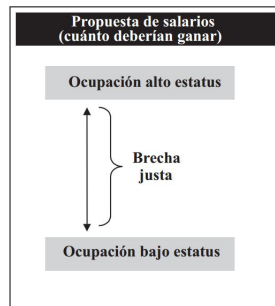 Propuesta de salarios
(cuánto deberían ganar)
Ocupación alto estatus
Brecha
justa
Ocupación bajo estatus